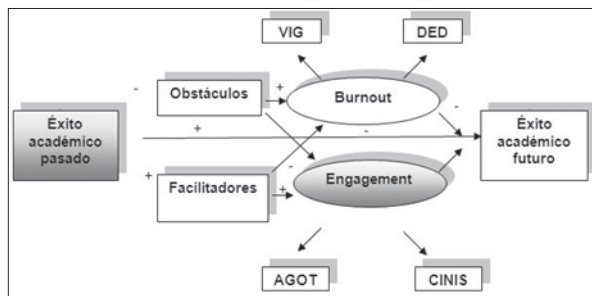 VIG
DED
-
Obstáculos
+
Burnout
-
Éxito
académico
pasado
+
-
Éxito
académico
futuro
+
Facilitadores
-
+
Engagement
AGOT
CINIS